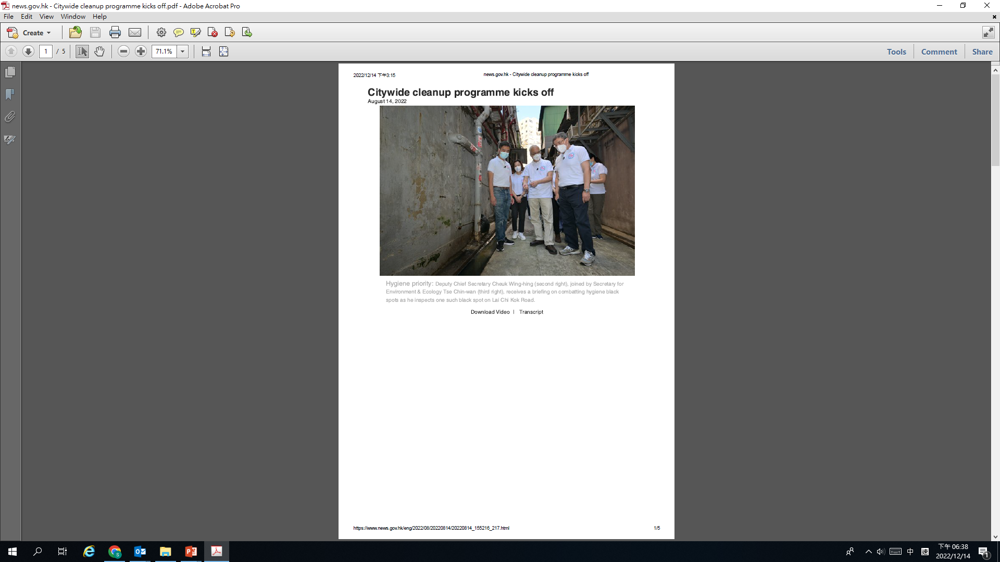 news.gov.hk - Citywide cleanup programme kicks off.pdf - Adobe Acrobat Pro
File Edit View Window Help
Create
1 / 5 71.1% Tools Comment Share
2022/12/14 下午3:15 news.gov.hk - Citywide cleanup programme kicks off
Citywide cleanup programme kicks off
August 14, 2022
Hygiene priority: Deputy Chief Secretary Cheuk Wing-hing (second right), joined by Secretary for
Environment & Ecology Tse Chin-wan (third right), receives a briefing on combatting hygiene black
spots as he inspects one such black spot on Lai Chi Kok Road.
Download Video | Transcript
https://www.news.gov.hk/eng/2022/08/20220814/20220814_155216_217.html 1/5
中 速 下午 06:38
2022/12/14 1